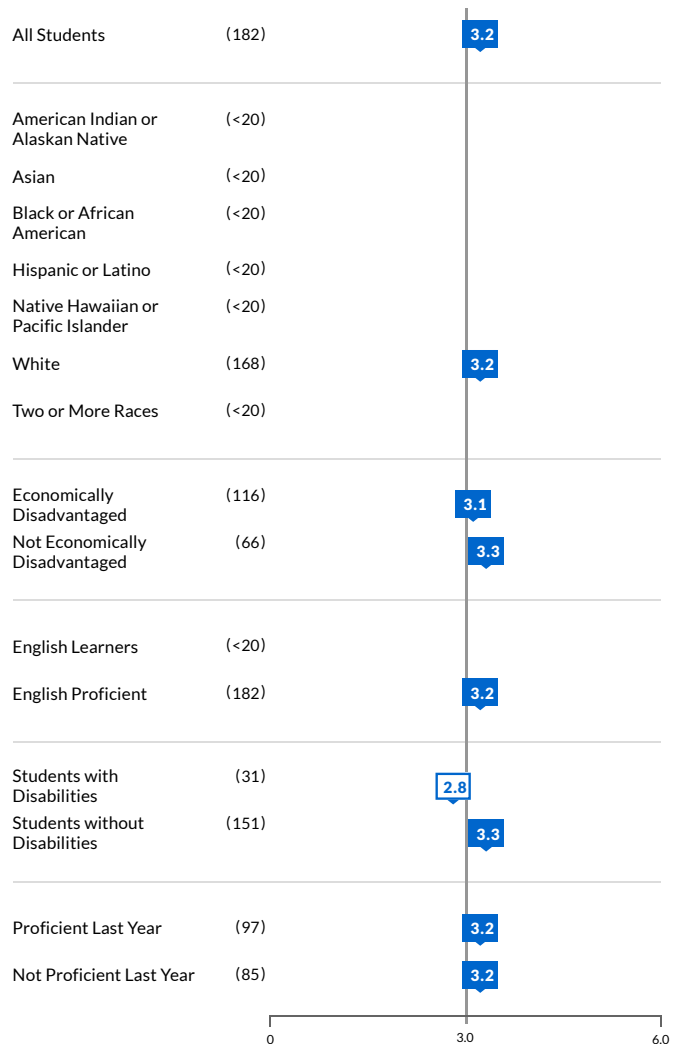 All Students (182) 3.2
American Indian or (<20)
Alaskan Native
Asian (<20)
Black or African (<20)
American
Hispanic or Latino (<20)
Native Hawaiian or (<20)
Pacific Islander
White (168) 3.2
Two or More Races (<20)
Economically (116) 3.1
Disadvantaged
Not Economically (66) 3.3
Disadvantaged
English Learners (<20)
English Proficient (182) 3.2
Students with (31) 2.8
Disabilities
Students without (151) 3.3
Disabilities
Proficient Last Year (97) 3.2
Not Proficient Last Year (85) 3.2
0 3.0 6.0